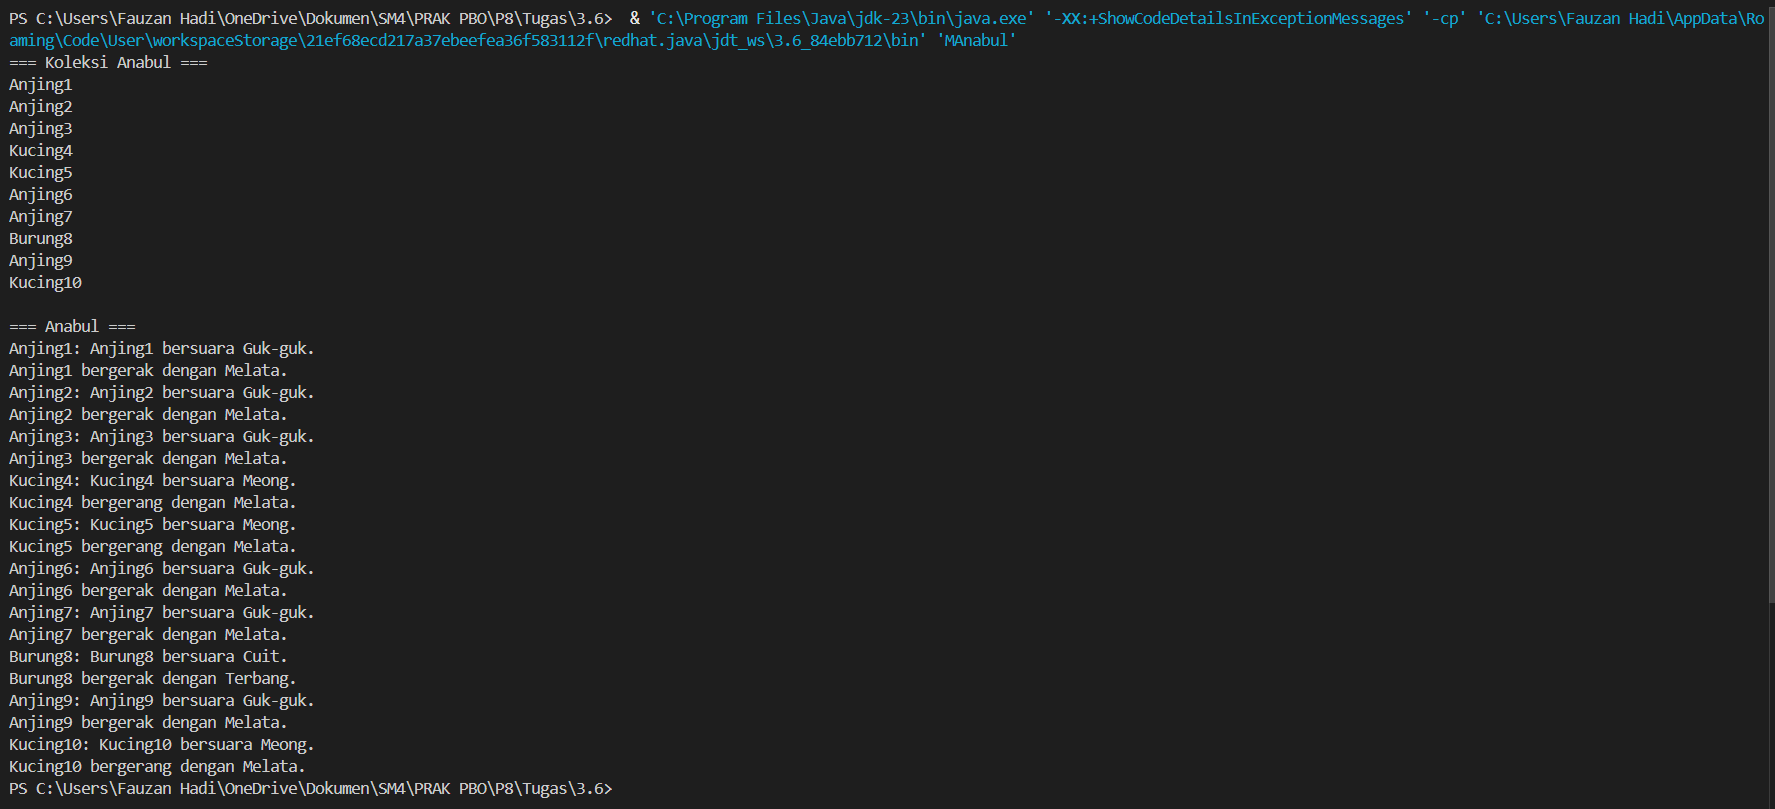 PS C:\Users\Fauzan Hadi\OneDrive\Dokumen\SM4\PRAK PBO\P8\Tugas\3.6>  & 'C:\Program Files\Java\jdk-23\bin\java.exe' '-XX:+ShowCodeDetailsInExceptionMessages' '-cp' 'C:\Users\Fauzan Hadi\AppData\Ro
aming\Code\User\workspaceStorage\21ef68ecd217a37ebeefea36f583112f\redhat.java\jdt_ws\3.6_84ebb712\bin' 'MAnabul'
=== Koleksi Anabul ===
Anjing1
Anjing2
Anjing3
Kucing4
Kucing5
Anjing6
Anjing7
Burung8
Anjing9
Kucing10

=== Anabul ===
Anjing1: Anjing1 bersuara Guk-guk.
Anjing1 bergerak dengan Melata.
Anjing2: Anjing2 bersuara Guk-guk.
Anjing2 bergerak dengan Melata.
Anjing3: Anjing3 bersuara Guk-guk.
Anjing3 bergerak dengan Melata.
Kucing4: Kucing4 bersuara Meong.
Kucing4 bergerang dengan Melata.
Kucing5: Kucing5 bersuara Meong.
Kucing5 bergerang dengan Melata.
Anjing6: Anjing6 bersuara Guk-guk.
Anjing6 bergerak dengan Melata.
Anjing7: Anjing7 bersuara Guk-guk.
Anjing7 bergerak dengan Melata.
Burung8: Burung8 bersuara Cuit.
Burung8 bergerak dengan Terbang.
Anjing9: Anjing9 bersuara Guk-guk.
Anjing9 bergerak dengan Melata.
Kucing10: Kucing10 bersuara Meong.
Kucing10 bergerang dengan Melata.
PS C:\Users\Fauzan Hadi\OneDrive\Dokumen\SM4\PRAK PBO\P8\Tugas\3.6>